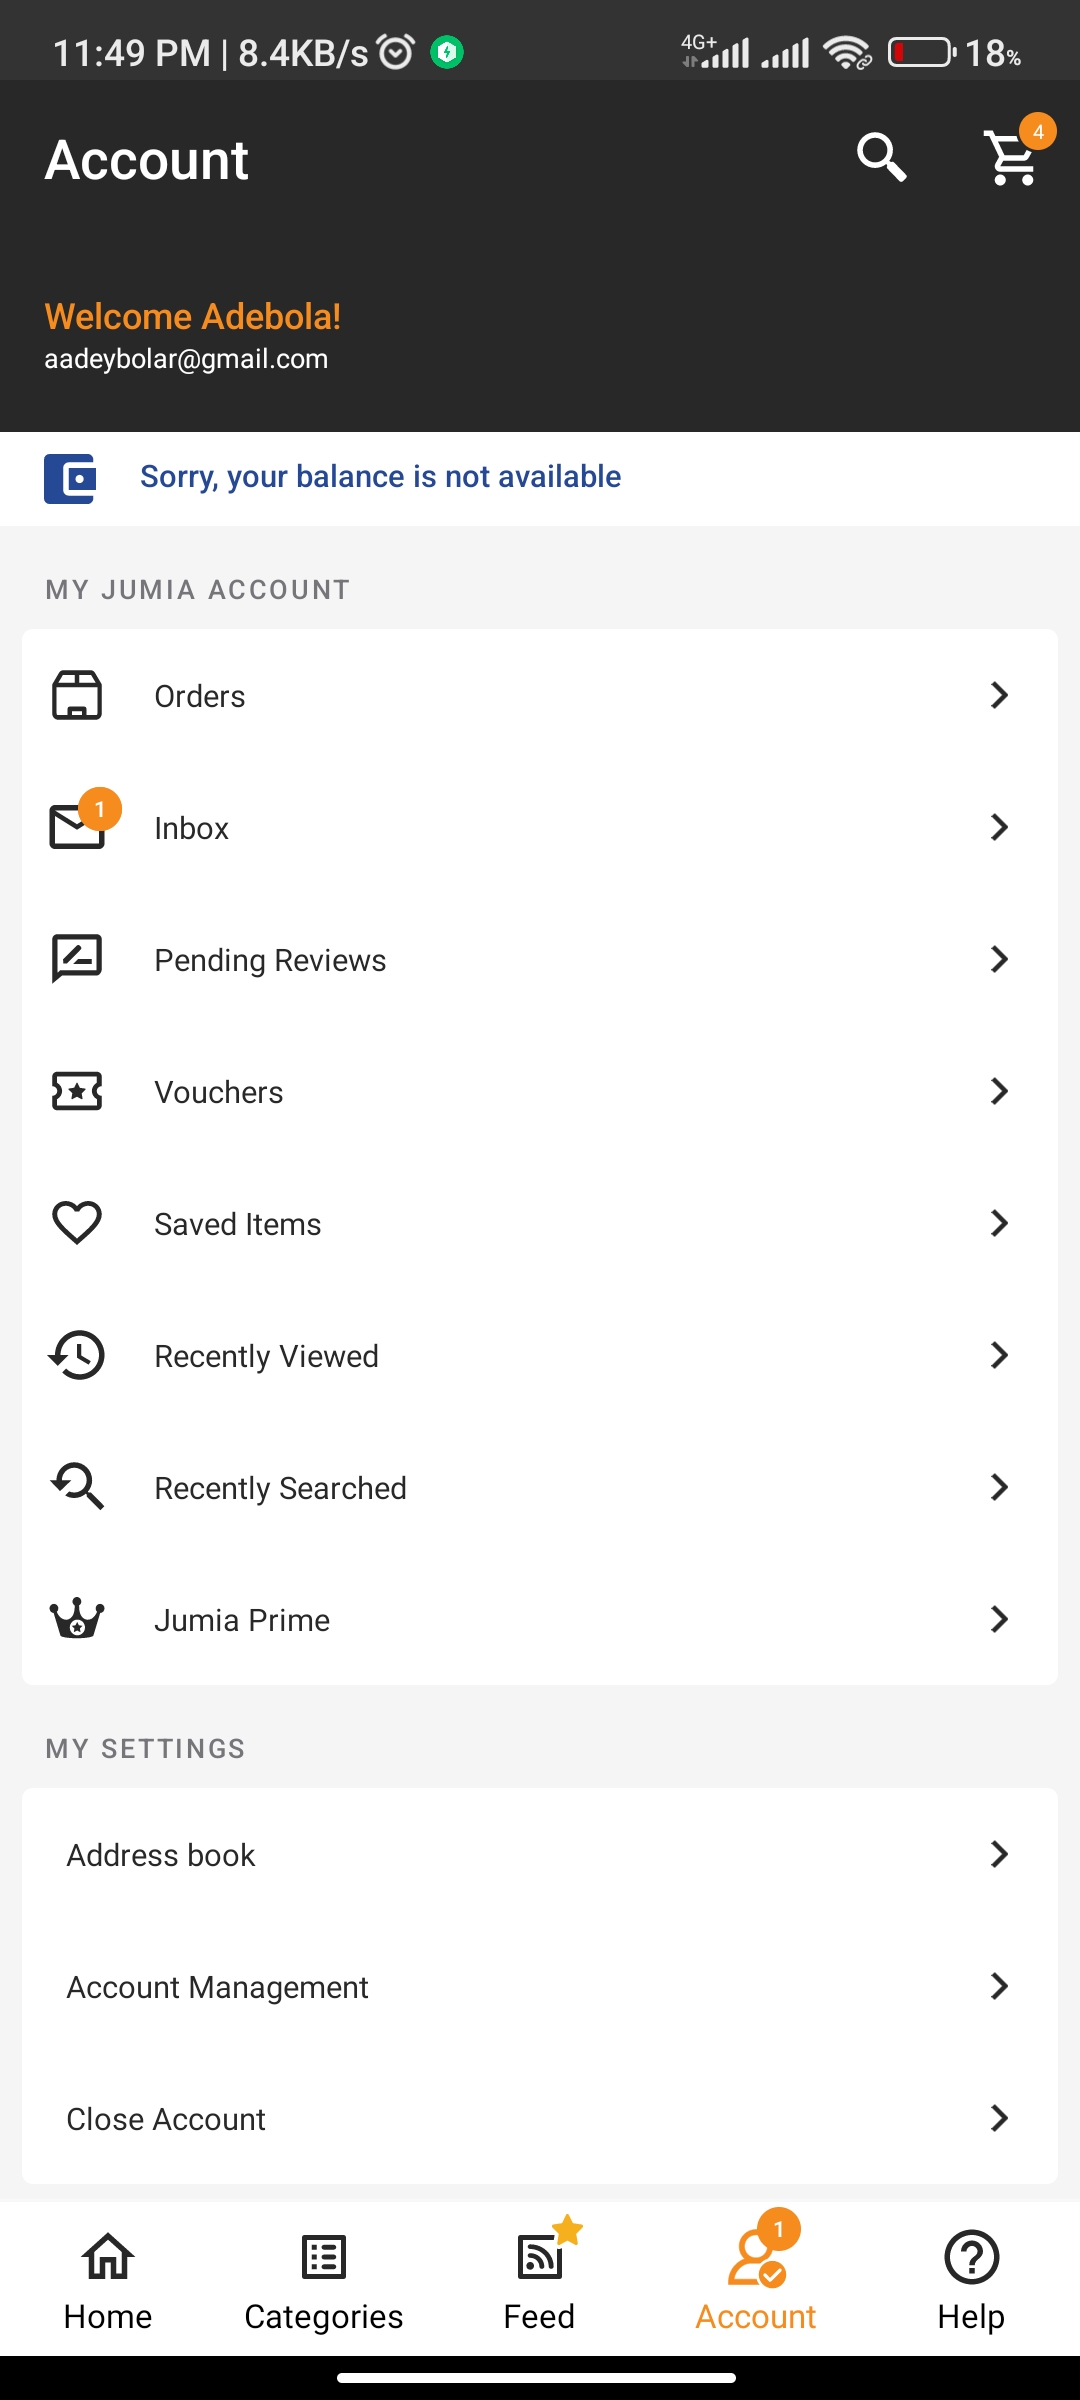 11:49 PM | 8.4KB/s 4G+ 18%
Account
4
Welcome Adebola!
aadeybolar@gmail.com
Sorry, your balance is not available
MY JUMIA ACCOUNT
Orders
1
Inbox
Pending Reviews
Vouchers
Saved Items
Recently Viewed
Recently Searched
Jumia Prime
MY SETTINGS
Address book
Account Management
Close Account
1
Home Categories Feed Account Help